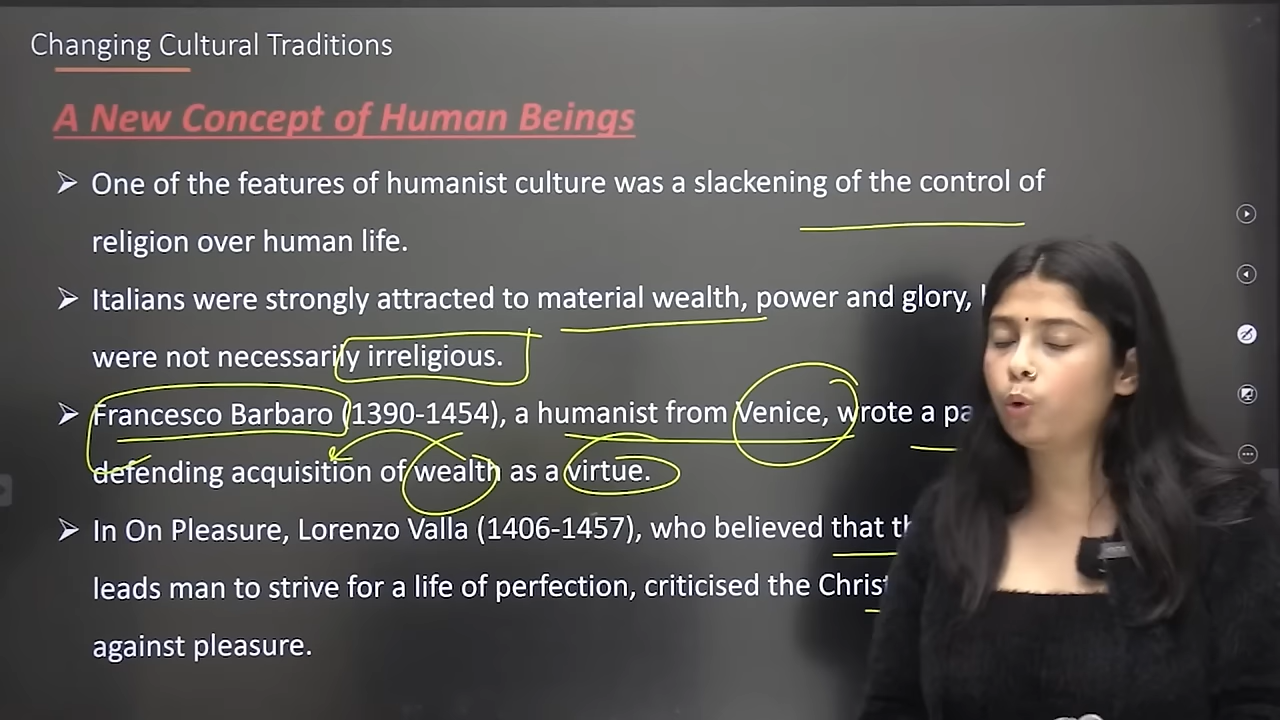 Changing Cultural Traditions
A New Concept of Human Beings
➢ One of the features of humanist culture was a slackening of the control of
religion over human life.
➢ Italians were strongly attracted to material wealth, power and glory,
were not necessarily irreligious.
➢ Francesco Barbaro (1390-1454), a humanist from Venice, wrote a
defending acquisition of wealth as a virtue.
➢ In On Pleasure, Lorenzo Valla (1406-1457), who believed that
leads man to strive for a life of perfection, criticised the
against pleasure.